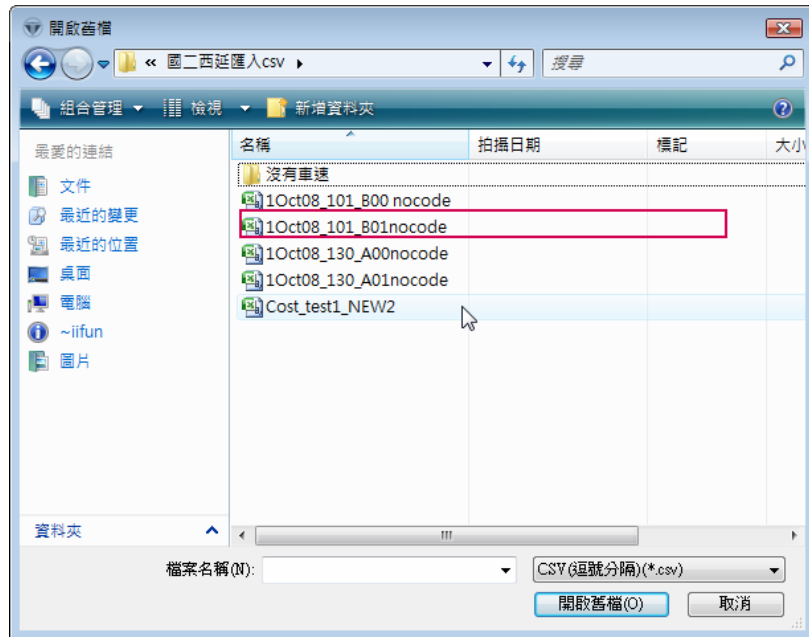 開啟舊檔
« 國二西延匯入csv ▸
搜尋
組合管理 檢視 新增資料夾
最愛的連結
文件
最近的變更
最近的位置
桌面
電腦
~iifun
圖片
資料夾
名稱 拍攝日期 標記 大小
沒有車速
1Oct08_101_B00 nocode
1Oct08_101_B01nocode
1Oct08_130_A00nocode
1Oct08_130_A01nocode
Cost_test1_NEW2
檔案名稱(N): CSV(逗號分隔)(*.csv)
開啟舊檔(O) 取消